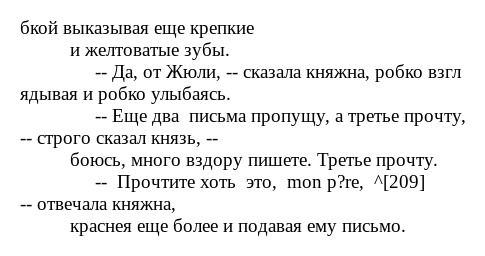 бкой выказывая еще крепкие
и желтоватые зубы.
-- Да, от Жюли, -- сказала княжна, робко взгл
ядывая и робко улыбаясь.
-- Еще два  письма пропущу, а третье прочту,
-- строго сказал князь, --
боюсь, много вздору пишете. Третье прочту.
--  Прочтите хоть  это,  mon p?re,  ^[209]
-- отвечала княжна,
краснея еще более и подавая ему письмо.